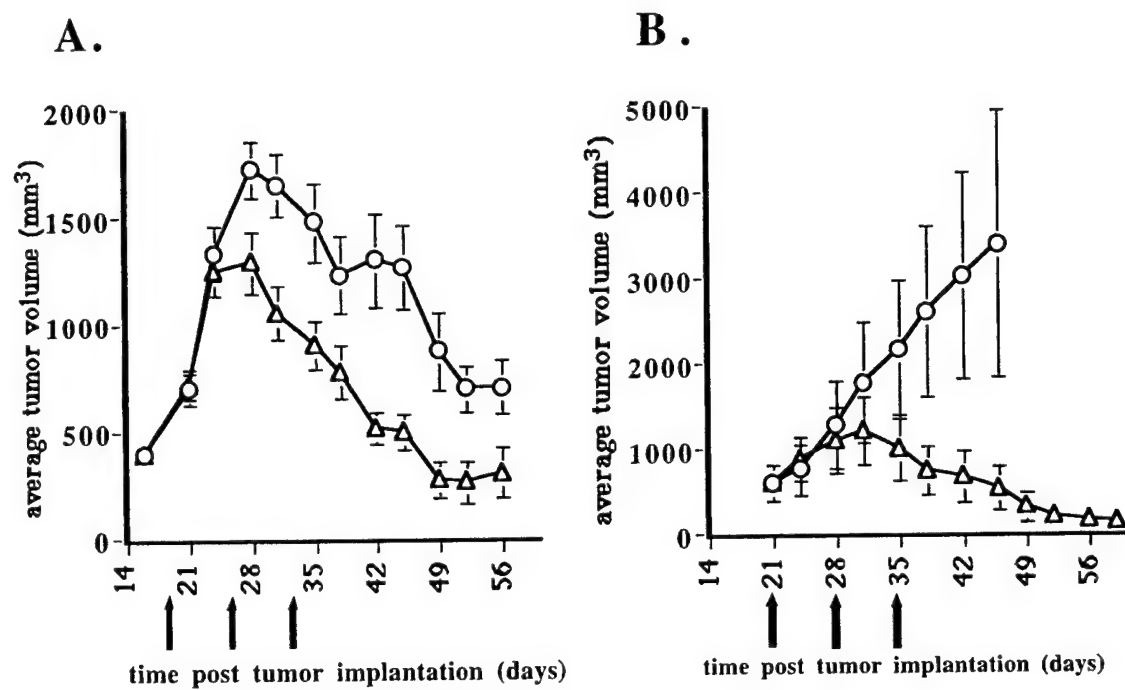 A.
B.
average tumor volume (mm3)
2000
1500
1000
500
0
14 21 28 35 42 49 56
time post tumor implantation (days)
average tumor volume (mm3)
5000
4000
3000
2000
1000
0
14 21 28 35 42 49 56
time post tumor implantation (days)